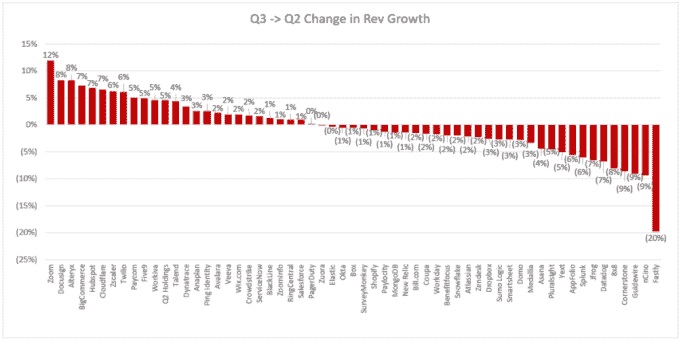 Q3 -> Q2 Change in Rev Growth
15%
10%
5%
0%
(5%)
(10%)
(15%)
(20%)
(25%)
12%
8%
8%
7%
7%
7%
6%
6%
5%
5%
5%
5%
4%
3%
3%
3%
2%
2%
2%
2%
2%
1%
1%
1%
1%
0%
(0%)
(0%)
(1%)
(1%)
(1%)
(1%)
(1%)
(1%)
(1%)
(2%)
(2%)
(2%)
(2%)
(2%)
(2%)
(2%)
(3%)
(3%)
(3%)
(3%)
(3%)
(4%)
(5%)
(5%)
(6%)
(6%)
(7%)
(7%)
(8%)
(9%)
(9%)
(9%)
(20%)
Zoom
Docusign
Alteryx
BigCommerce
Hubspot
Cloudflare
Zscaler
Twilio
Paycom
Five9
Workiva
Q2 Holdings
Talend
Dynatrace
Anaplan
Ping Identity
Avalara
Veeva
Wix.com
Crowdstrike
ServiceNow
BlackLine
Zoominfo
RingCentral
Salesforce
PagerDuty
Zuora
Elastic
Okta
Box
SurveyMonkey
Shopify
Paylocity
MongoDB
New Relic
Bill.com
Coupa
Workday
Benefitfocus
Snowflake
Atlassian
Zendesk
Dropbox
Sumo Logic
Smartsheet
Domo
Medallia
Asana
Pluralsight
Yext
AppFolio
Splunk
Jfrog
Datadog
8x8
Cornerstone
Guidewire
nCino
Fastly